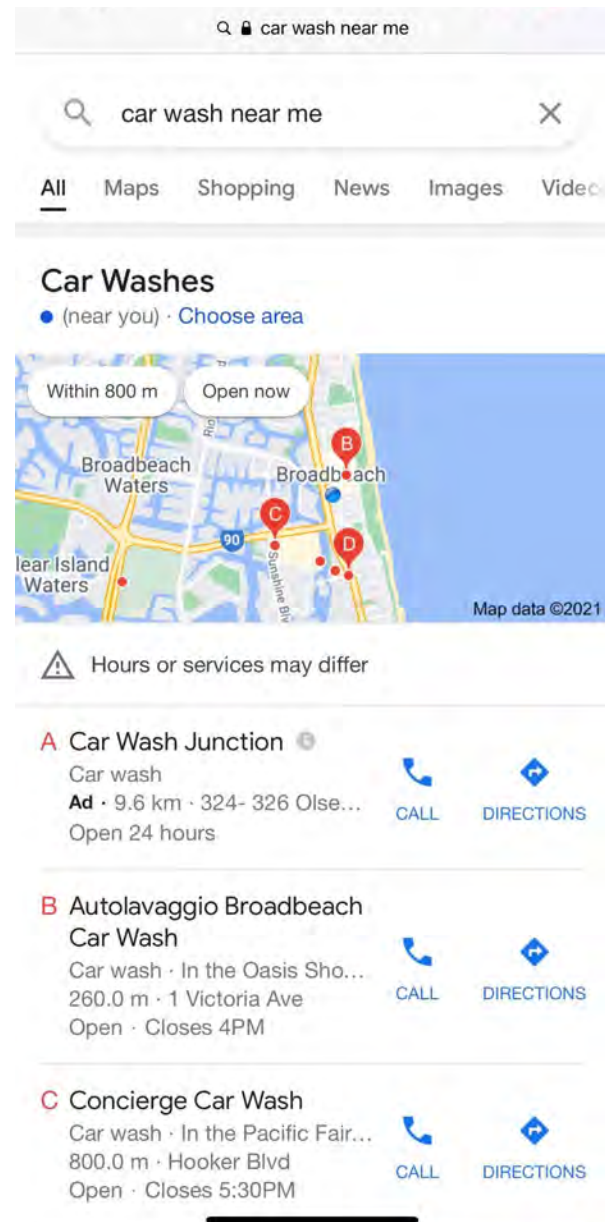 car wash near me
car wash near me
All Maps Shopping News Images Video
Car Washes
(near you) · Choose area
Within 800 m
Open now
Broadbeach
Waters
Broadbeach
B
C
D
90
Sunshine Blv
lear Island
Waters
Map data ©2021
Hours or services may differ
A Car Wash Junction
Car wash
Ad · 9.6 km · 324- 326 Olse...
Open 24 hours
CALL DIRECTIONS
B Autolavaggio Broadbeach
Car Wash
Car wash · In the Oasis Sho...
260.0 m · 1 Victoria Ave
Open · Closes 4PM
CALL DIRECTIONS
C Concierge Car Wash
Car wash · In the Pacific Fair...
800.0 m · Hooker Blvd
Open · Closes 5:30PM
CALL DIRECTIONS